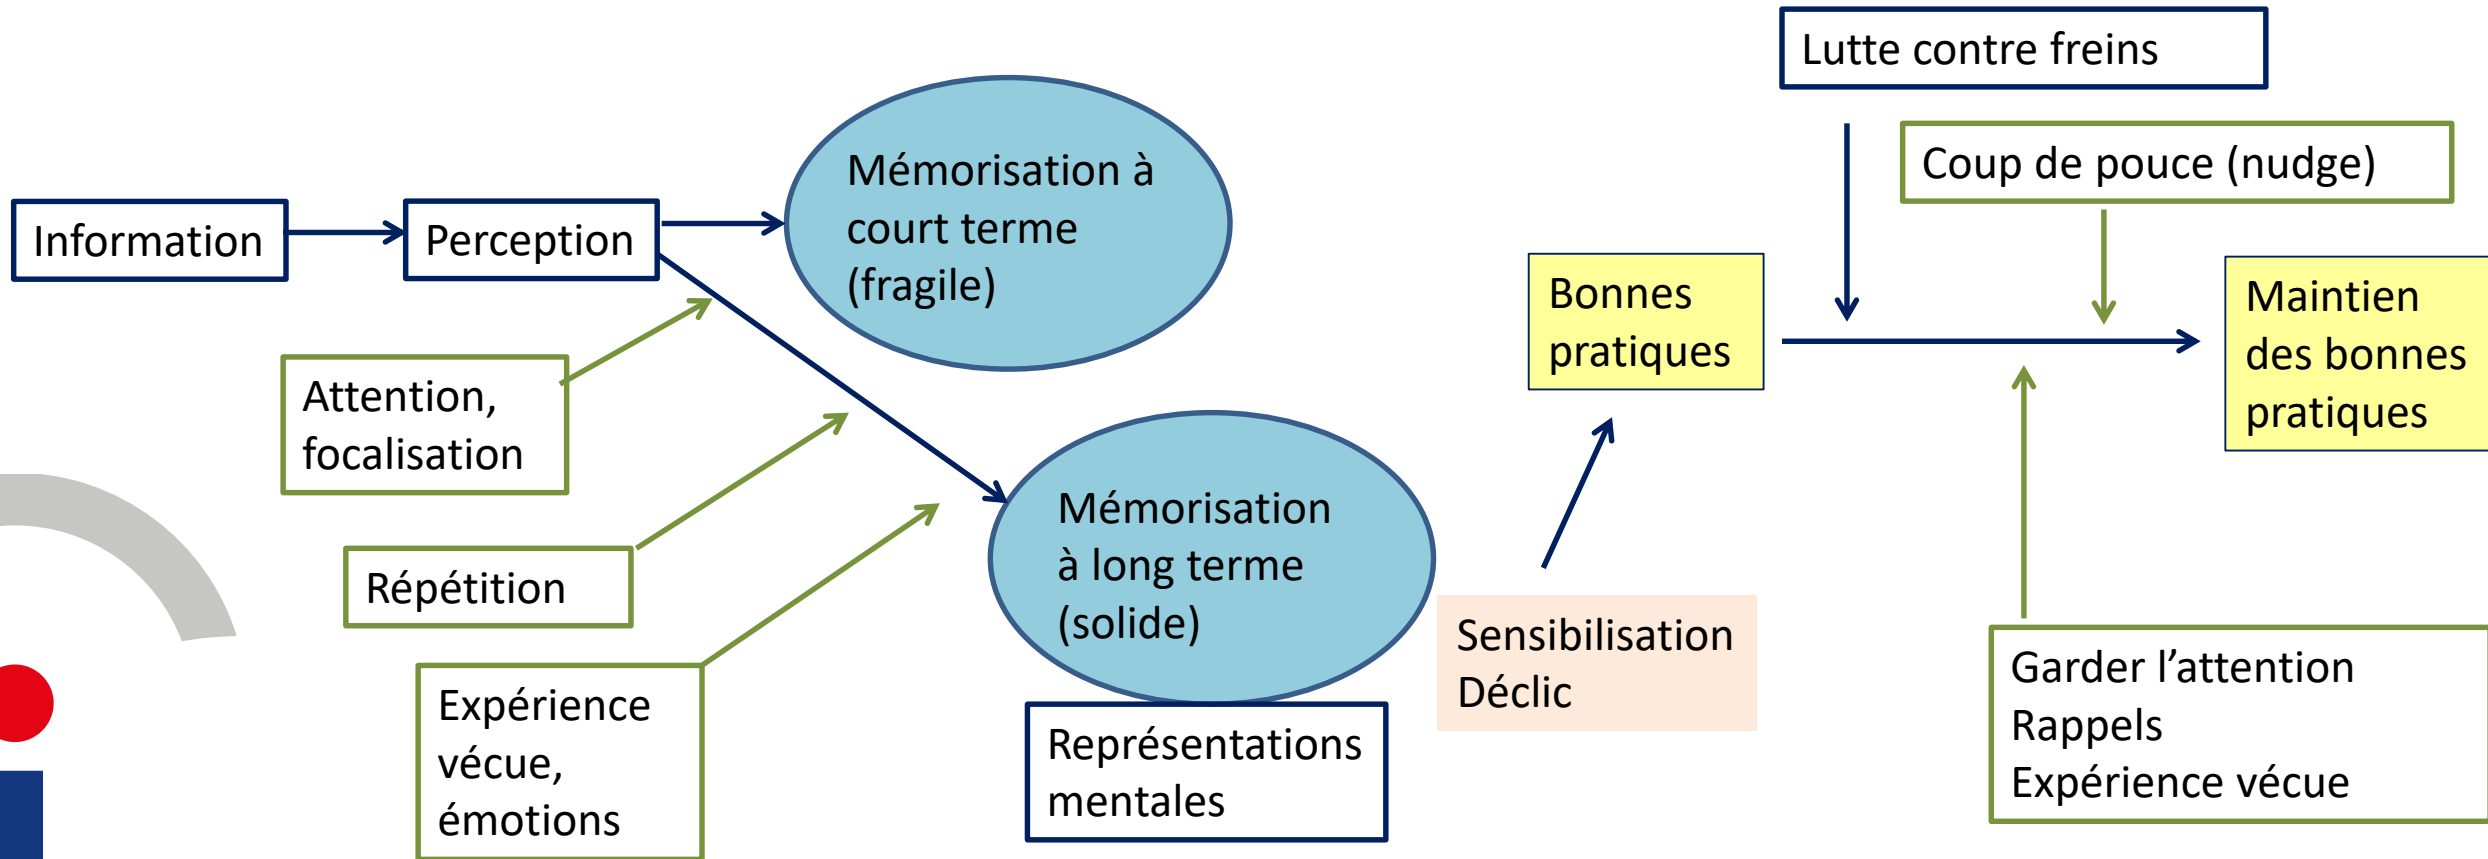 Information
Perception
Mémorisation à
court terme
(fragile)
Attention,
focalisation
Répétition
Expérience
vécue,
émotions
Mémorisation
à long terme
(solide)
Représentations
mentales
Sensibilisation
Déclic
Bonnes
pratiques
Lutte contre freins
Coup de pouce (nudge)
Maintien
des bonnes
pratiques
Garder l’attention
Rappels
Expérience vécue